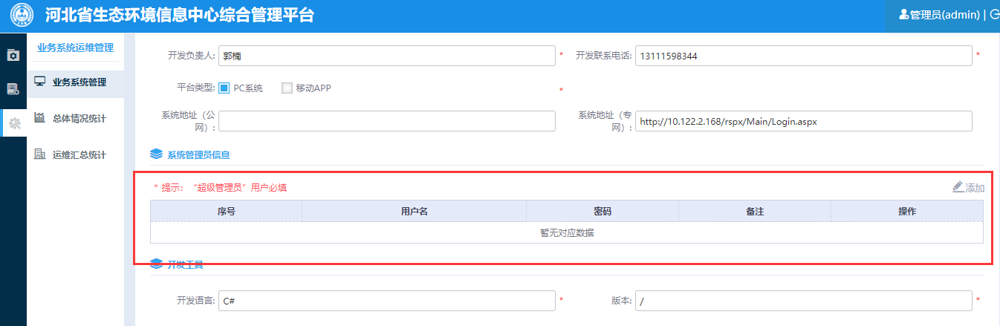 河北省生态环境信息中心综合管理平台
管理员(admin) |
业务系统运维管理
业务系统管理
总体情况统计
运维汇总统计
开发负责人: 郭楠 * 开发联系电话: 13111598344 *
平台类型: PC系统 移动APP *
系统地址（公网）:
系统地址（专网）: http://10.122.2.168/rspx/Main/Login.aspx
系统管理员信息
* 提示: “超级管理员”用户必填 添加
序号 用户名 密码 备注 操作
暂无对应数据
开发工具
开发语言: C# * 版本: / *